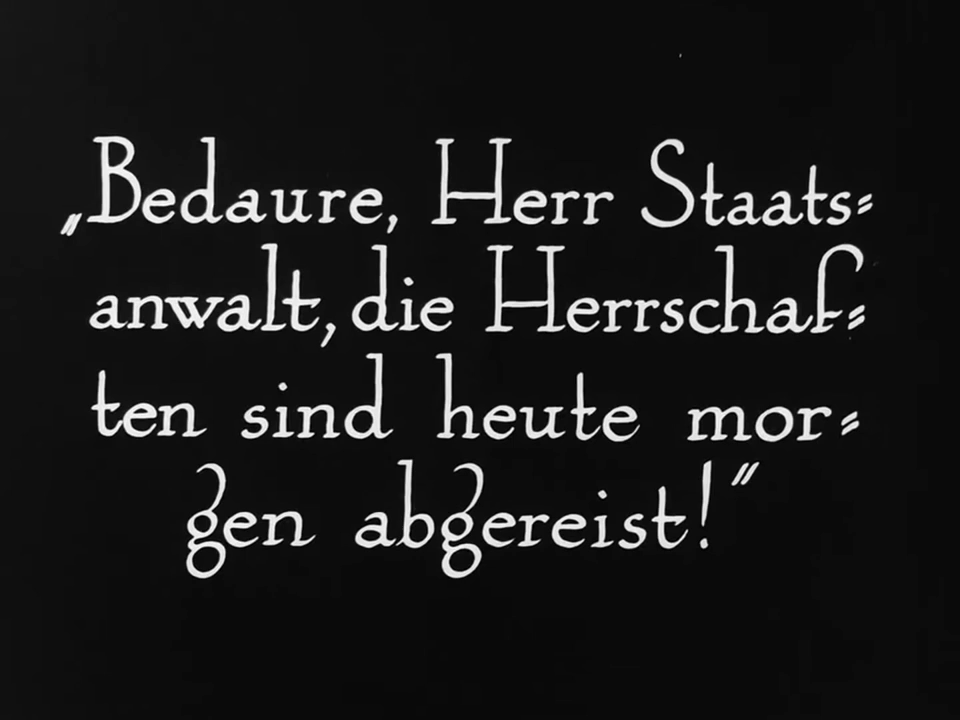 „Bedaure, Herr Staats=
anwalt, die Herrschaf=
ten sind heute mor=
gen abgereist!“